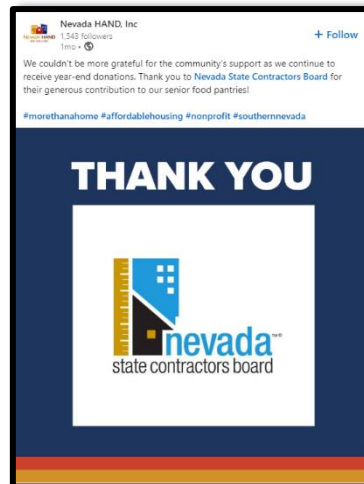 Nevada HAND, Inc
1,543 followers
1mo •
+ Follow
We couldn't be more grateful for the community's support as we continue to
receive year-end donations. Thank you to Nevada State Contractors Board for
their generous contribution to our senior food pantries!
#morethanahome #affordablehousing #nonprofit #southernnevada
THANK YOU
nevada
state contractors board